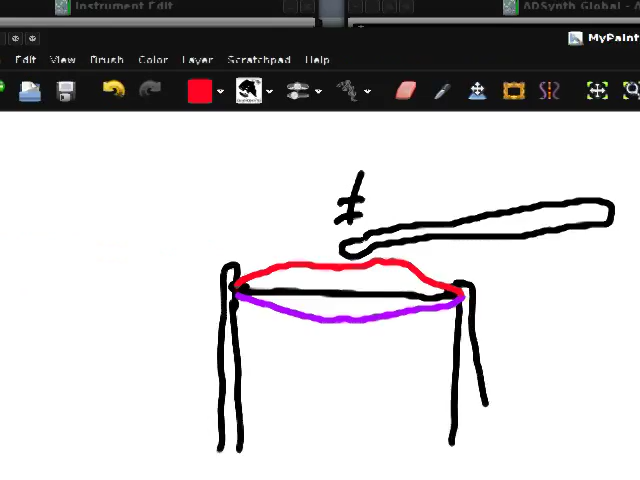 Instrument Edit
ADSynth Global - A
MyPaint
Edit View Brush Color Layer Scratchpad Help